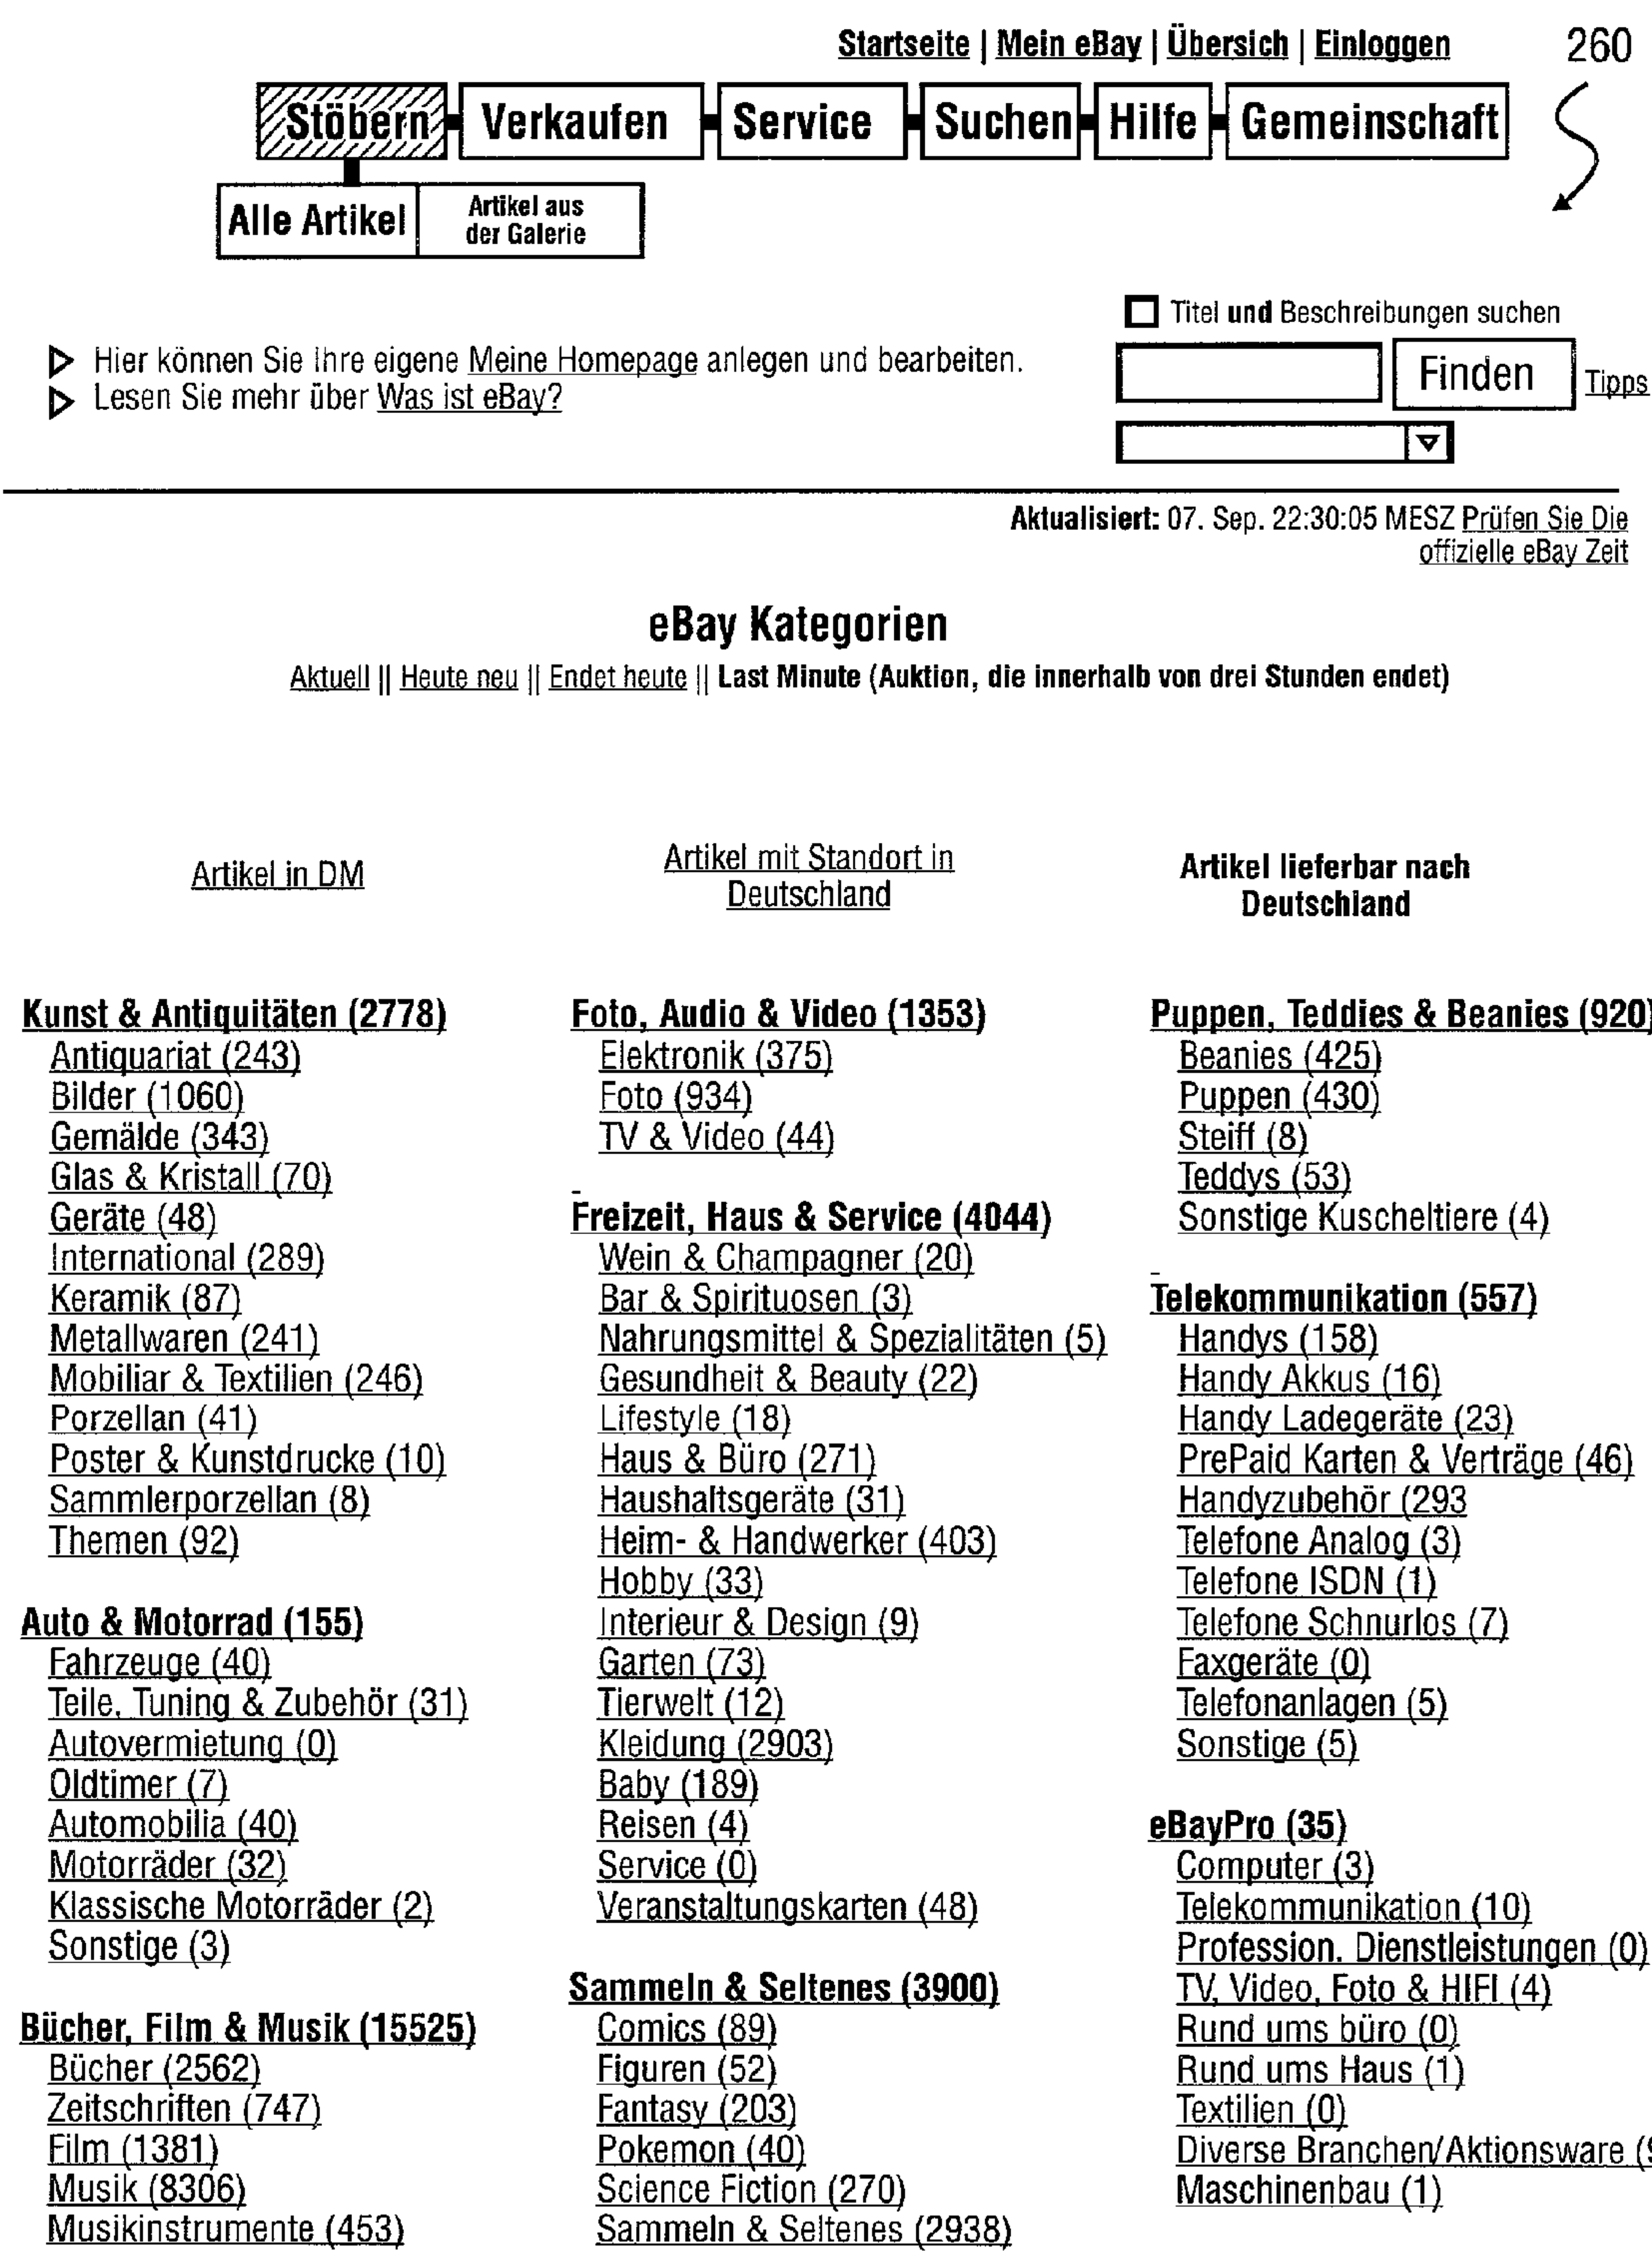 Startseite | Mein eBay | Übersich | Einloggen
260
Stöbern Verkaufen Service Suchen Hilfe Gemeinschaft
Alle Artikel
Artikel aus
der Galerie
Titel und Beschreibungen suchen
Hier können Sie Ihre eigene Meine Homepage anlegen und bearbeiten.
Lesen Sie mehr über Was ist eBay?
Finden
Tipps
Aktualisiert: 07. Sep. 22:30:05 MESZ Prüfen Sie Die
offizielle eBay Zeit
eBay Kategorien
Aktuell || Heute neu || Endet heute || Last Minute (Auktion, die innerhalb von drei Stunden endet)
Artikel in DM
Artikel mit Standort in
Deutschland
Artikel lieferbar nach
Deutschland
Kunst & Antiquitäten (2778)
Antiquariat (243)
Bilder (1060)
Gemälde (343)
Glas & Kristall (70)
Geräte (48)
International (289)
Keramik (87)
Metallwaren (241)
Mobiliar & Textilien (246)
Porzellan (41)
Poster & Kunstdrucke (10)
Sammlerporzellan (8)
Themen (92)
Auto & Motorrad (155)
Fahrzeuge (40)
Teile, Tuning & Zubehör (31)
Autovermietung (0)
Oldtimer (7)
Automobilia (40)
Motorräder (32)
Klassische Motorräder (2)
Sonstige (3)
Bücher, Film & Musik (15525)
Bücher (2562)
Zeitschriften (747)
Film (1381)
Musik (8306)
Musikinstrumente (453)
Foto, Audio & Video (1353)
Elektronik (375)
Foto (934)
TV & Video (44)
Freizeit, Haus & Service (4044)
Wein & Champagner (20)
Bar & Spirituosen (3)
Nahrungsmittel & Spezialitäten (5)
Gesundheit & Beauty (22)
Lifestyle (18)
Haus & Büro (271)
Haushaltsgeräte (31)
Heim- & Handwerker (403)
Hobby (33)
Interieur & Design (9)
Garten (73)
Tierwelt (12)
Kleidung (2903)
Baby (189)
Reisen (4)
Service (0)
Veranstaltungskarten (48)
Sammeln & Seltenes (3900)
Comics (89)
Figuren (52)
Fantasy (203)
Pokemon (40)
Science Fiction (270)
Sammeln & Seltenes (2938)
Puppen, Teddies & Beanies (920)
Beanies (425)
Puppen (430)
Steiff (8)
Teddys (53)
Sonstige Kuscheltiere (4)
Telekommunikation (557)
Handys (158)
Handy Akkus (16)
Handy Ladegeräte (23)
PrePaid Karten & Verträge (46)
Handyzubehör (293
Telefone Analog (3)
Telefone ISDN (1)
Telefone Schnurlos (7)
Faxgeräte (0)
Telefonanlagen (5)
Sonstige (5)
eBayPro (35)
Computer (3)
Telekommunikation (10)
Profession. Dienstleistungen (0)
TV, Video, Foto & HIFI (4)
Rund ums büro (0)
Rund ums Haus (1)
Textilien (0)
Diverse Branchen/Aktionsware
Maschinenbau (1)